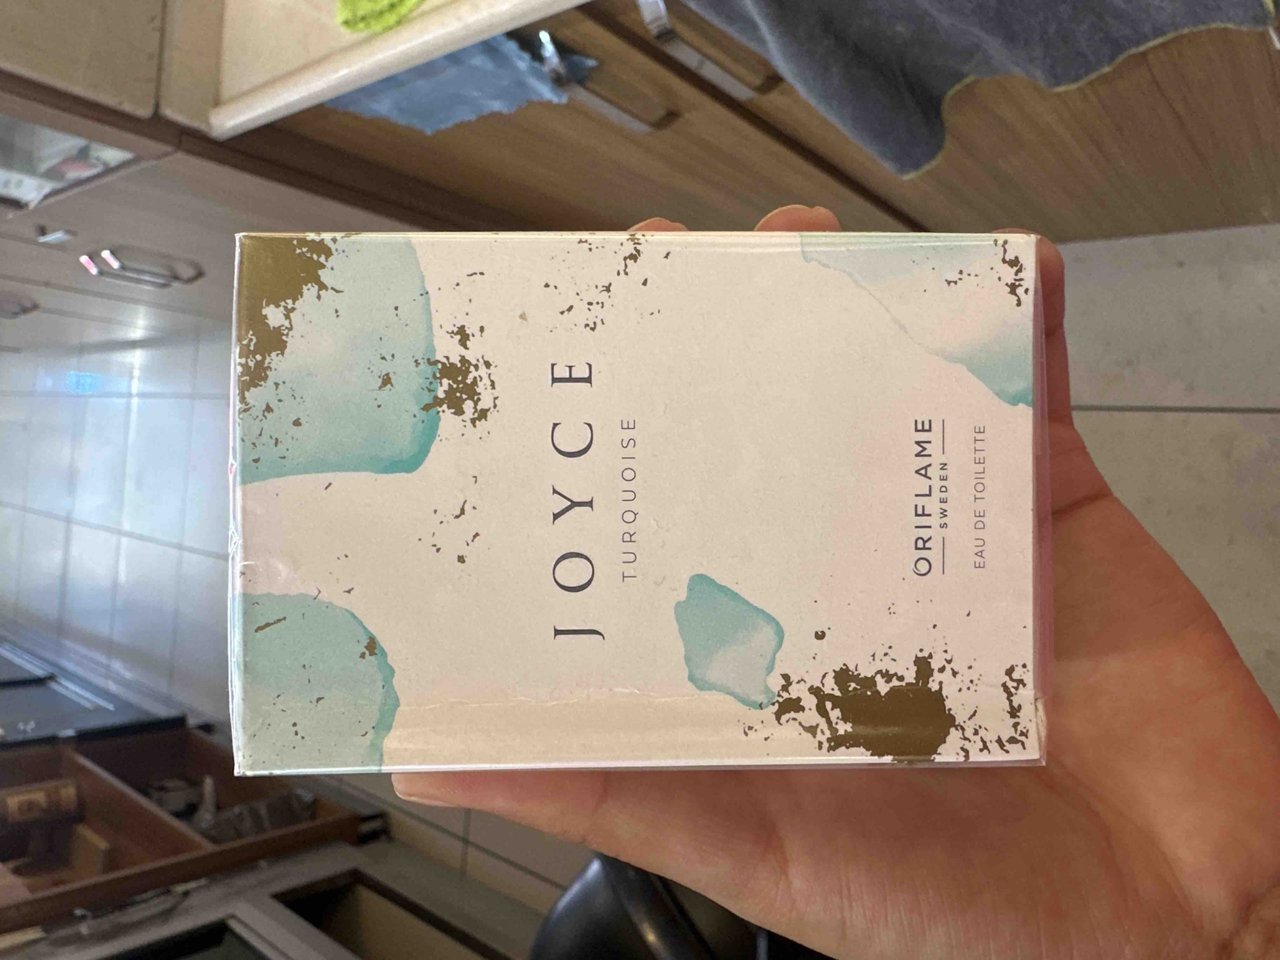 JOYCE
TURQUOISE
ORIFLAME
SWEDEN
EAU DE TOILETTE